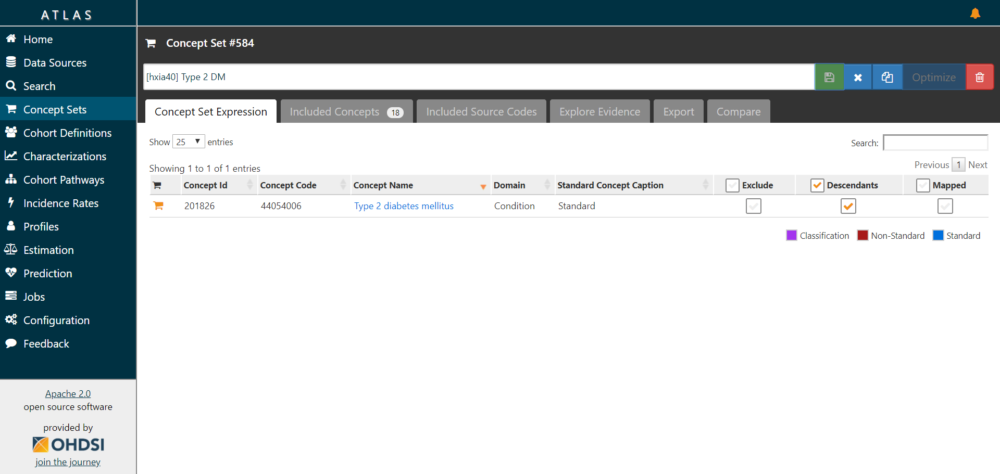 ATLAS
Home
Data Sources
Search
Concept Sets
Cohort Definitions
Characterizations
Cohort Pathways
Incidence Rates
Profiles
Estimation
Prediction
Jobs
Configuration
Feedback
Apache 2.0
open source software
provided by
OHDSI
join the journey
Concept Set #584
[hxia40] Type 2 DM
Optimize
Concept Set Expression Included Concepts 18 Included Source Codes Explore Evidence Export Compare
Show 25 entries
Search:
Showing 1 to 1 of 1 entries
Previous 1 Next
Concept Id Concept Code Concept Name Domain Standard Concept Caption Exclude Descendants Mapped
201826 44054006 Type 2 diabetes mellitus Condition Standard
Classification Non-Standard Standard